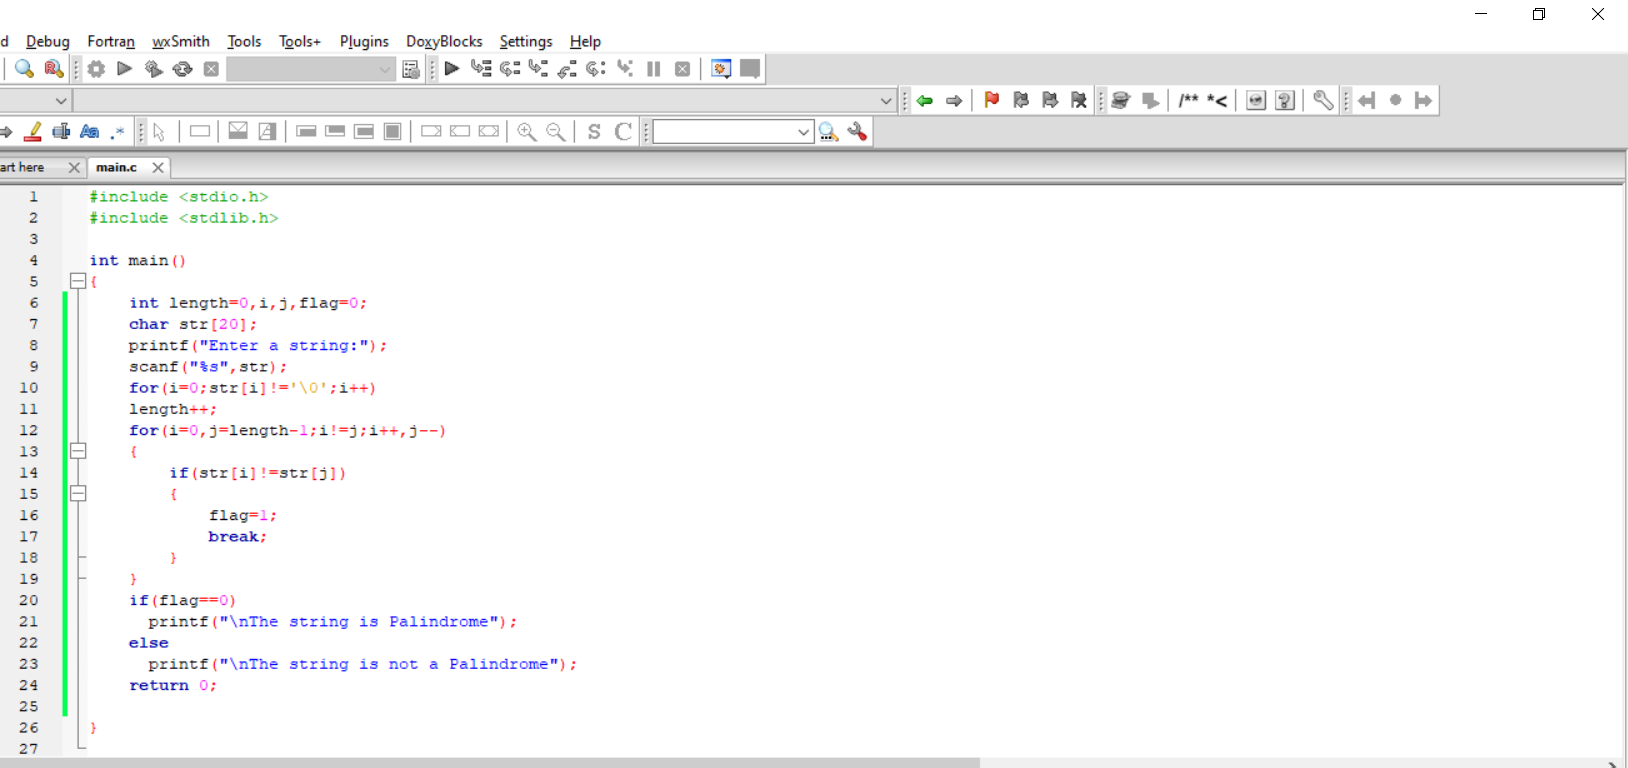 d Debug Fortran wxSmith Tools Tools+ Plugins DoxyBlocks Settings Help
/** *<
Aa .* S C
art here main.c
1 #include <stdio.h>
2 #include <stdlib.h>
3
4 int main()
5 {
6 int length=0,i,j,flag=0;
7 char str[20];
8 printf("Enter a string:");
9 scanf("%s",str);
10 for(i=0;str[i]!='\0';i++)
11 length++;
12 for(i=0,j=length-1;i!=j;i++,j--)
13 {
14 if(str[i]!=str[j])
15 {
16 flag=1;
17 break;
18 }
19 }
20 if(flag==0)
21 printf("\nThe string is Palindrome");
22 else
23 printf("\nThe string is not a Palindrome");
24 return 0;
25
26 }
27